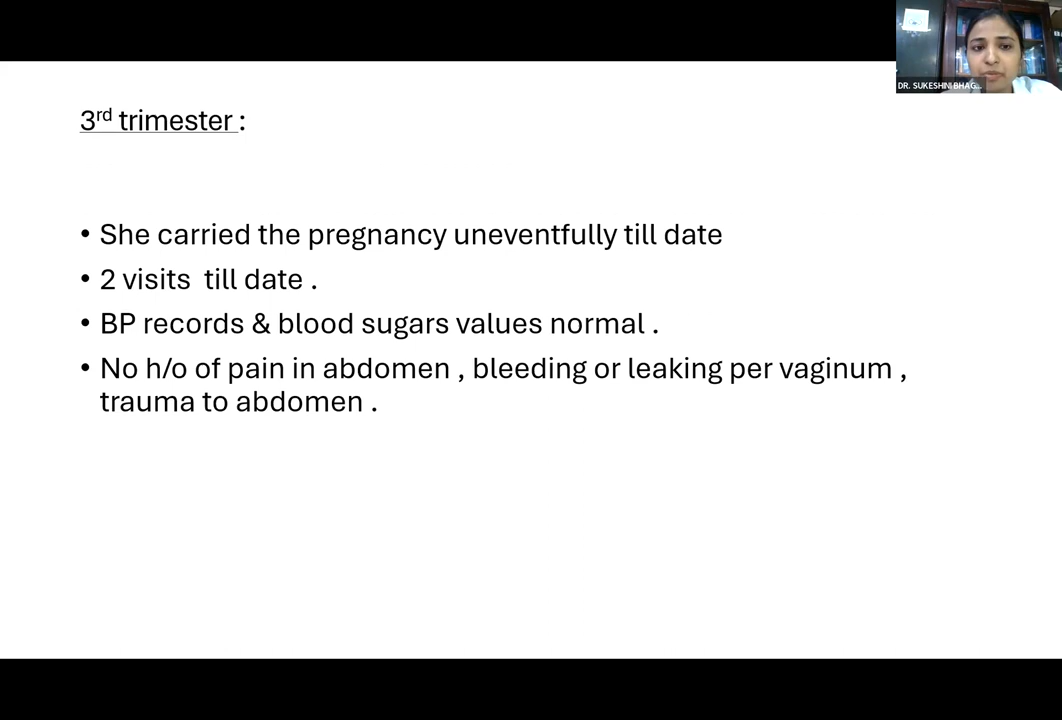 DR. SUKESHINI BHAG...
3rd trimester :
• She carried the pregnancy uneventfully till date
• 2 visits till date .
• BP records & blood sugars values normal .
• No h/o of pain in abdomen , bleeding or leaking per vaginum ,
trauma to abdomen .